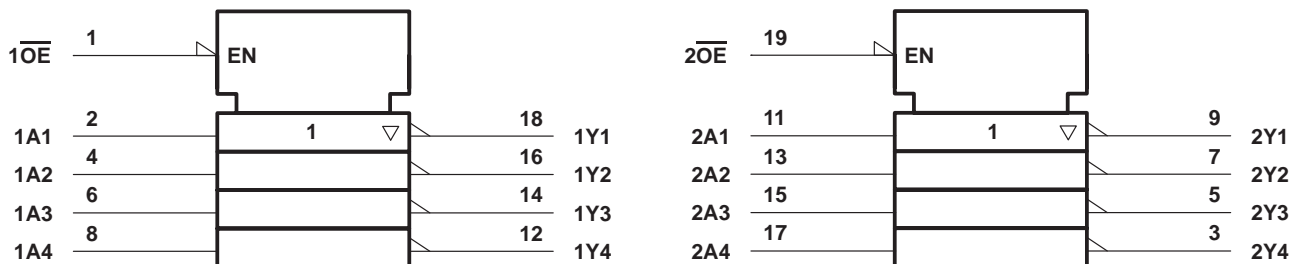 1 19
1O̅E̅ EN 2O̅E̅ EN
2 1 18 11 1 9
1A1 1Y1 2A1 2Y1
4 16 13 7
1A2 1Y2 2A2 2Y2
6 14 15 5
1A3 1Y3 2A3 2Y3
8 12 17 3
1A4 1Y4 2A4 2Y4